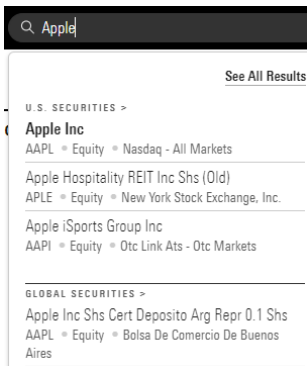 Apple
See All Results
U.S. SECURITIES >
Apple Inc
AAPL • Equity • Nasdaq - All Markets
Apple Hospitality REIT Inc Shs (Old)
APLE • Equity • New York Stock Exchange, Inc.
Apple iSports Group Inc
AAPI • Equity • Otc Link Ats - Otc Markets
GLOBAL SECURITIES >
Apple Inc Shs Cert Deposito Arg Repr 0.1 Shs
AAPL • Equity • Bolsa De Comercio De Buenos
Aires